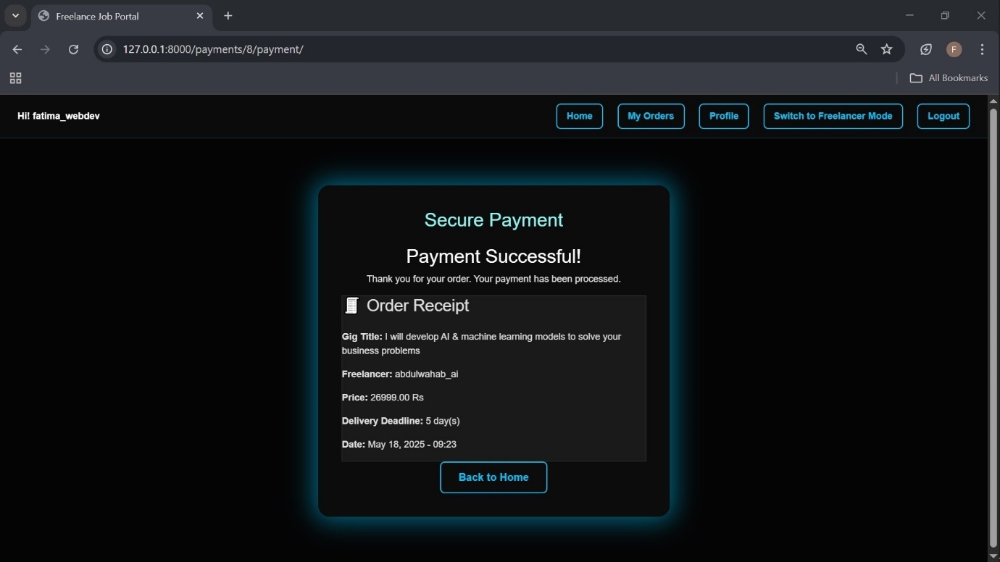 Freelance Job Portal
127.0.0.1:8000/payments/8/payment/
F
All Bookmarks
Hi! fatima_webdev
Home
My Orders
Profile
Switch to Freelancer Mode
Logout
Secure Payment
Payment Successful!
Thank you for your order. Your payment has been processed.
Order Receipt
Gig Title: I will develop AI & machine learning models to solve your
business problems
Freelancer: abdulwahab_ai
Price: 26999.00 Rs
Delivery Deadline: 5 day(s)
Date: May 18, 2025 - 09:23
Back to Home